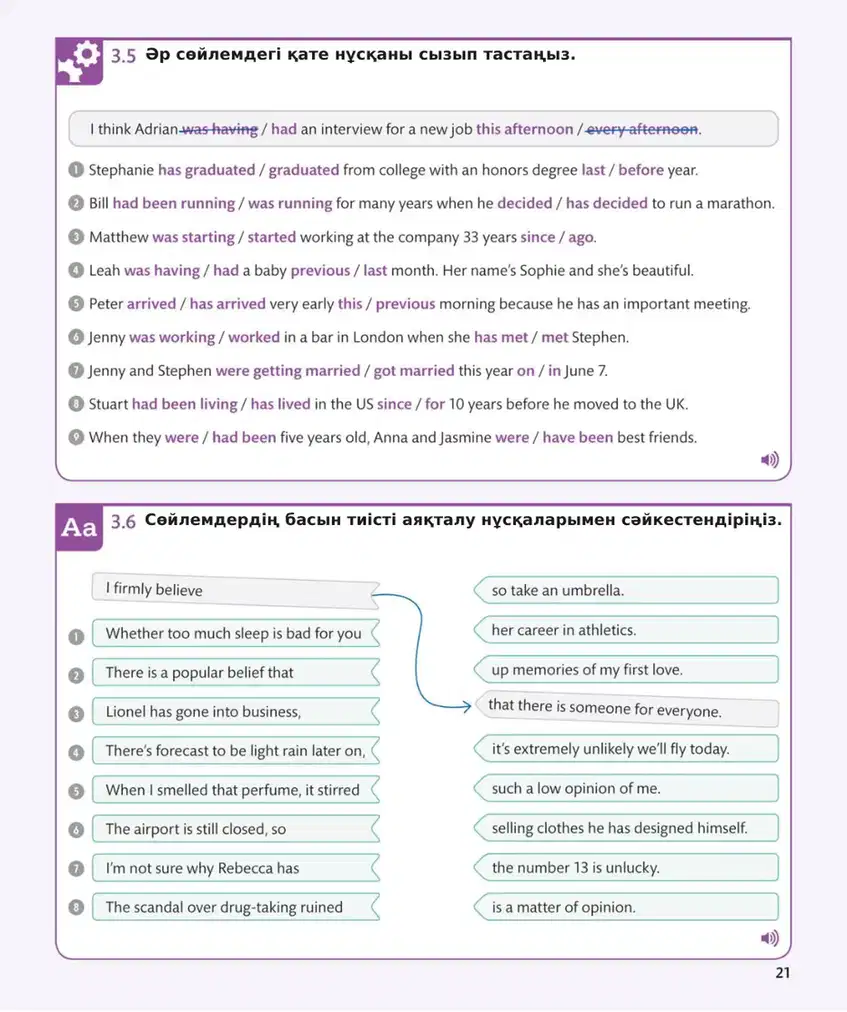 3.5 Әр сөйлемдегі қате нұсқаны сызып тастаңыз.
I think Adrian was having / had an interview for a new job this afternoon / every afternoon.
1 Stephanie has graduated / graduated from college with an honors degree last / before year.
2 Bill had been running / was running for many years when he decided / has decided to run a marathon.
3 Matthew was starting / started working at the company 33 years since / ago.
4 Leah was having / had a baby previous / last month. Her name's Sophie and she's beautiful.
5 Peter arrived / has arrived very early this / previous morning because he has an important meeting.
6 Jenny was working / worked in a bar in London when she has met / met Stephen.
7 Jenny and Stephen were getting married / got married this year on / in June 7.
8 Stuart had been living / has lived in the US since / for 10 years before he moved to the UK.
9 When they were / had been five years old, Anna and Jasmine were / have been best friends.
Aa 3.6 Сөйлемдердің басын тиісті аяқталу нұсқаларымен сәйкестендіріңіз.
I firmly believe
1 Whether too much sleep is bad for you
2 There is a popular belief that
3 Lionel has gone into business,
4 There's forecast to be light rain later on,
5 When I smelled that perfume, it stirred
6 The airport is still closed, so
7 I'm not sure why Rebecca has
8 The scandal over drug-taking ruined
so take an umbrella.
her career in athletics.
up memories of my first love.
that there is someone for everyone.
it's extremely unlikely we'll fly today.
such a low opinion of me.
selling clothes he has designed himself.
the number 13 is unlucky.
is a matter of opinion.
21